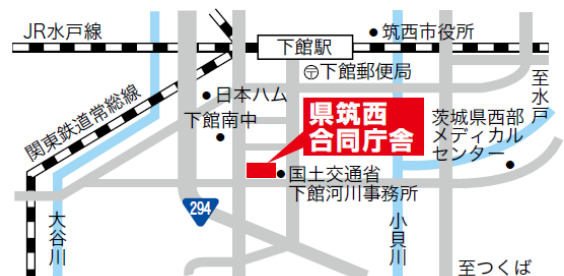 JR水戸線
下館駅
筑西市役所
〒下館郵便局
至水戸
関東鉄道常総線
日本ハム
下館南中
県筑西
合同庁舎
茨城県西部
メディカル
センター
国土交通省
下館河川事務所
294
大谷川
小貝川
至つくば